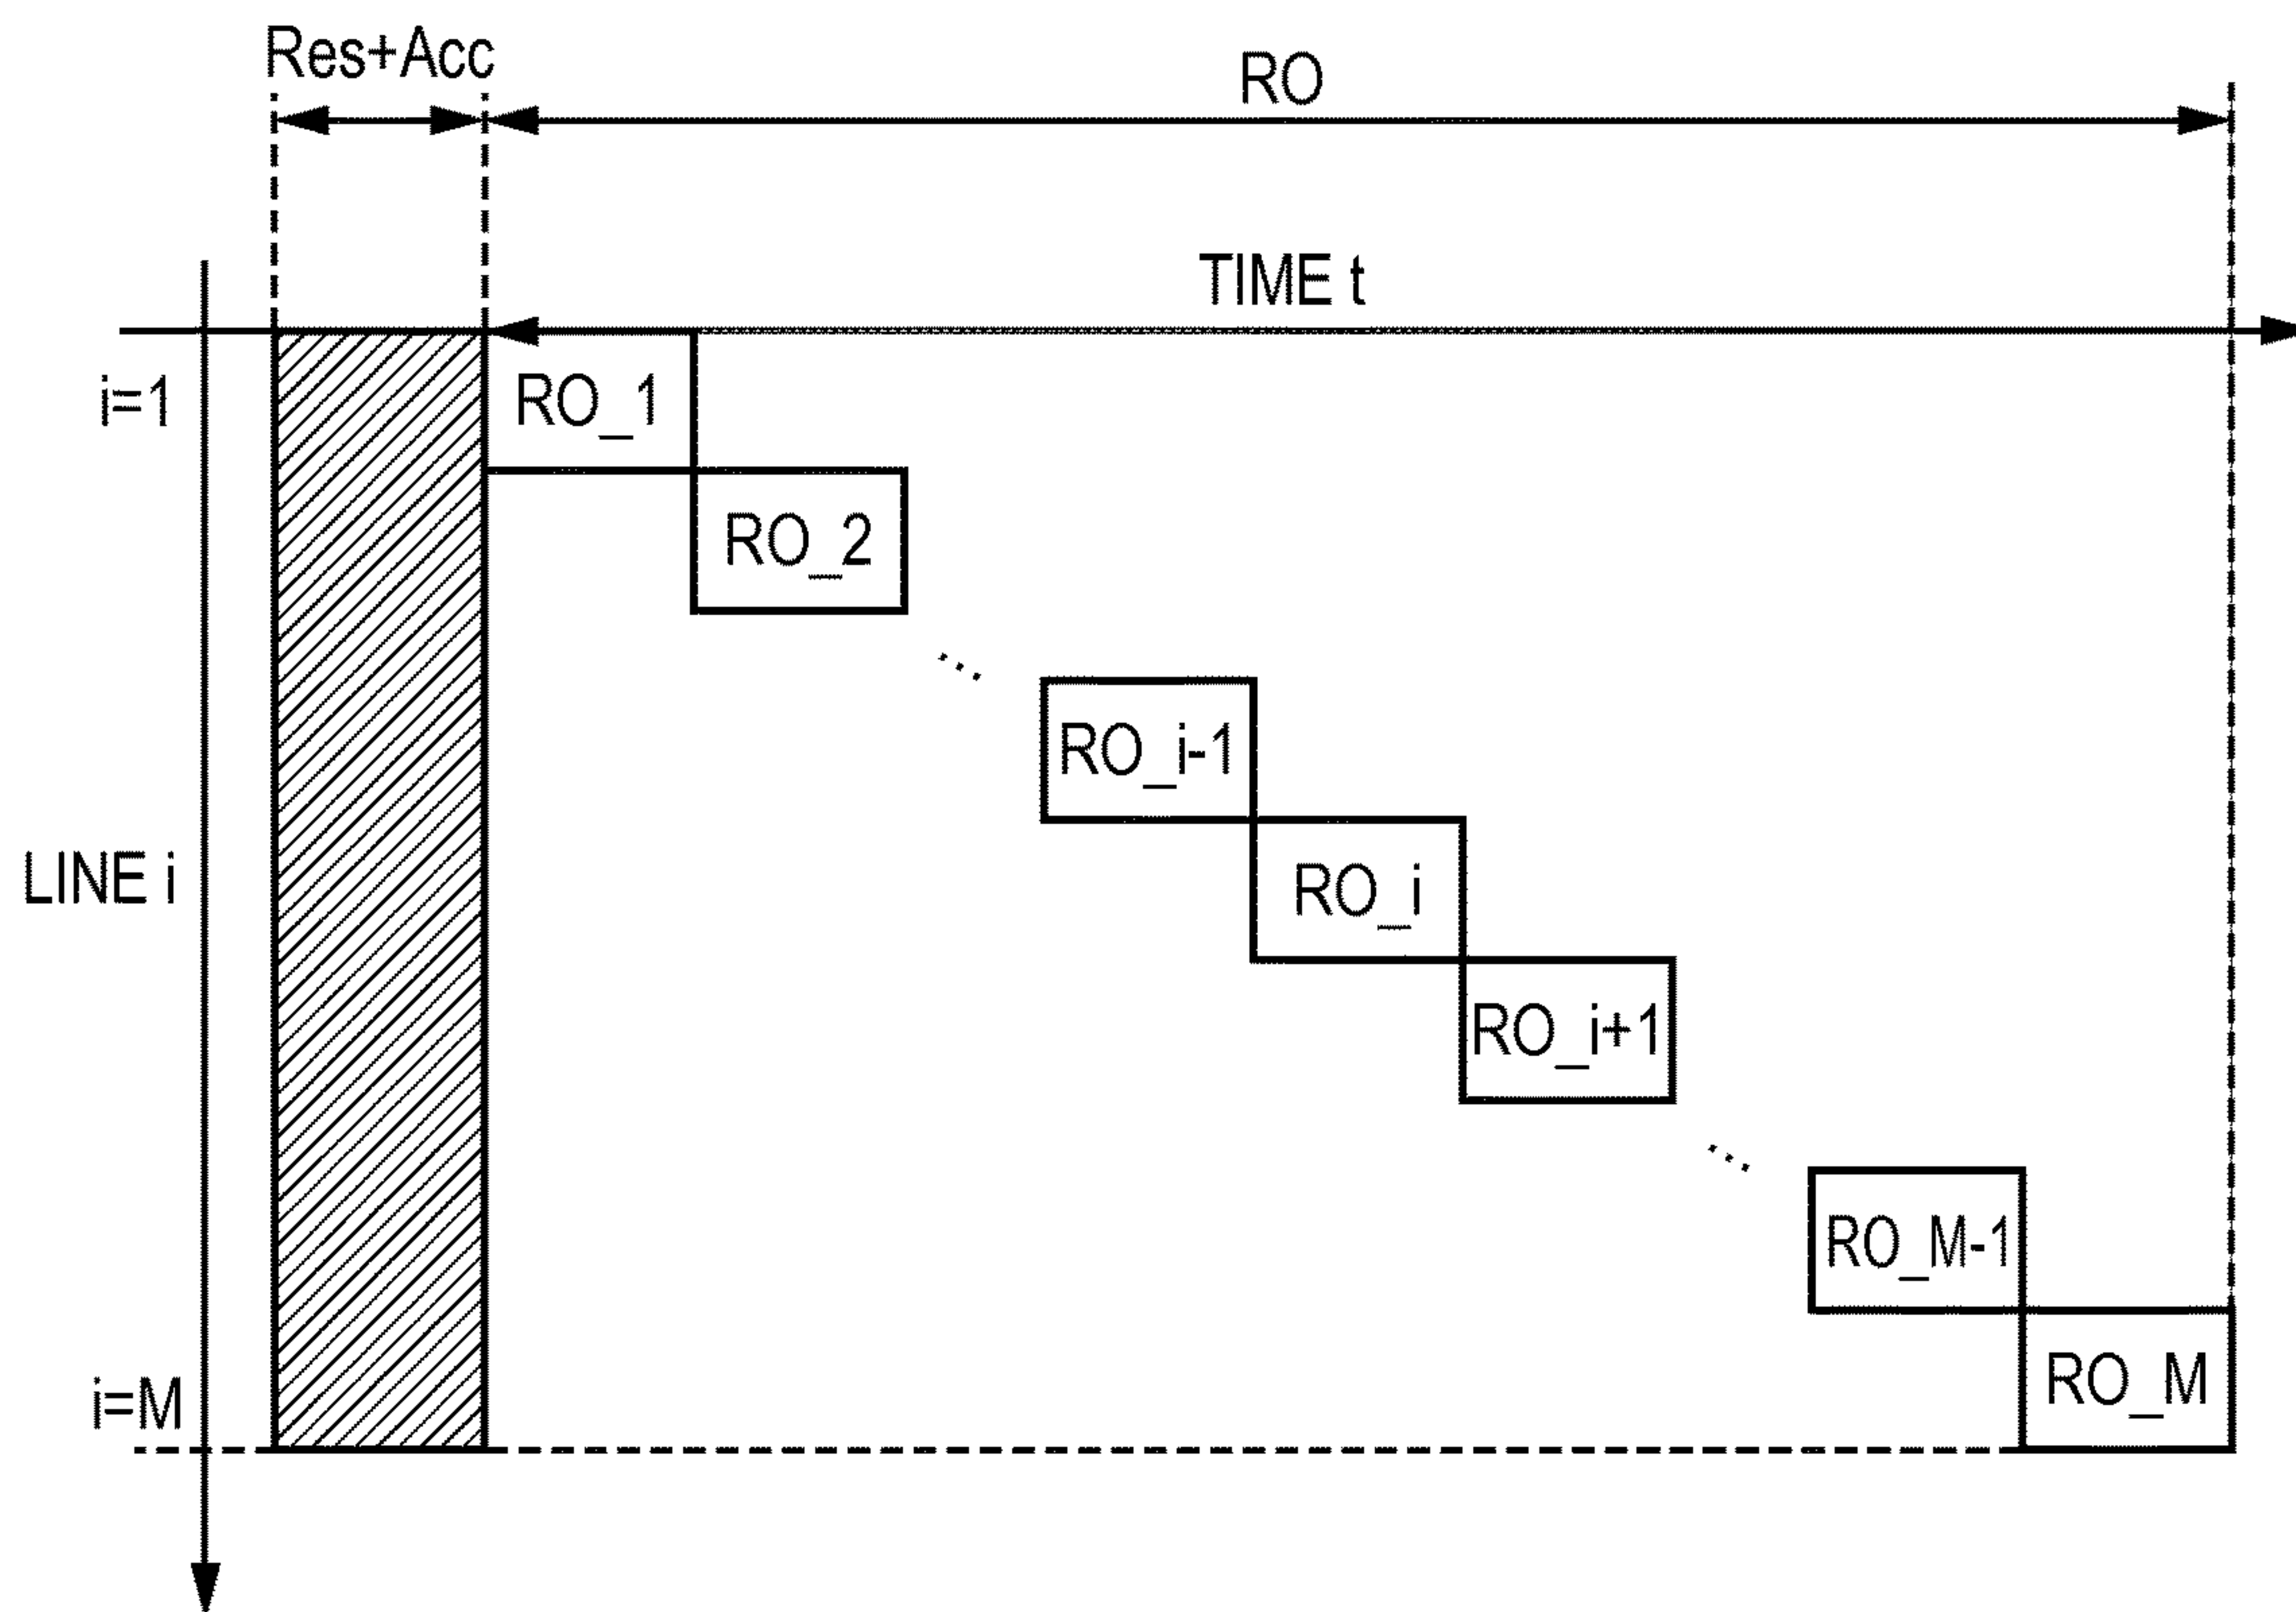 Res+Acc
RO
TIME t
i=1
RO_1
RO_2
RO_i-1
LINE i
RO_i
RO_i+1
RO_M-1
i=M
RO_M